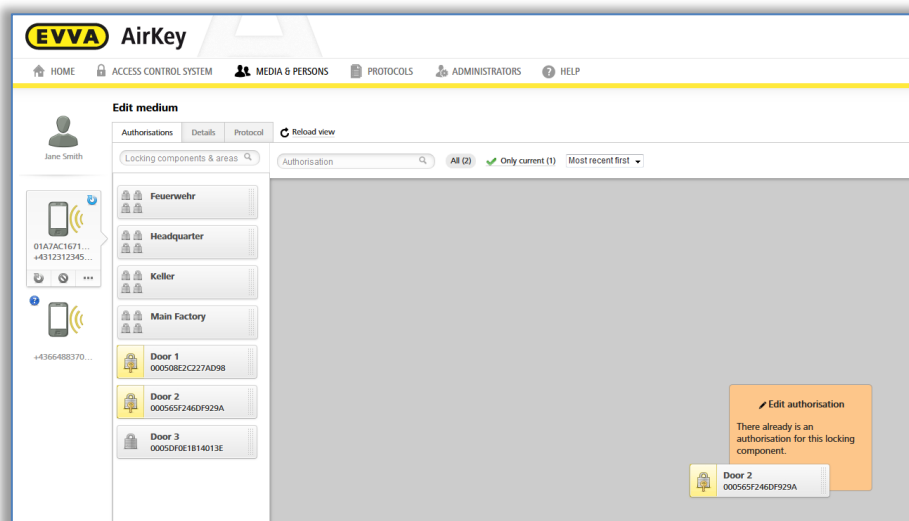 EVVA AirKey
HOME ACCESS CONTROL SYSTEM MEDIA & PERSONS PROTOCOLS ADMINISTRATORS ? HELP
Edit medium
Authorisations Details Protocol Reload view
Jane Smith
Locking components & areas
Authorisation All (2) Only current (1) Most recent first
Feuerwehr
Headquarter
01A7AC1671...
+4312312345...
Keller
Main Factory
?
+4366488370...
Door 1
000508E2C227AD98
Door 2
000565F246DF929A
Door 3
0005DF0E1B14013E
Edit authorisation
There already is an
authorisation for this locking
component.
Door 2
000565F246DF929A